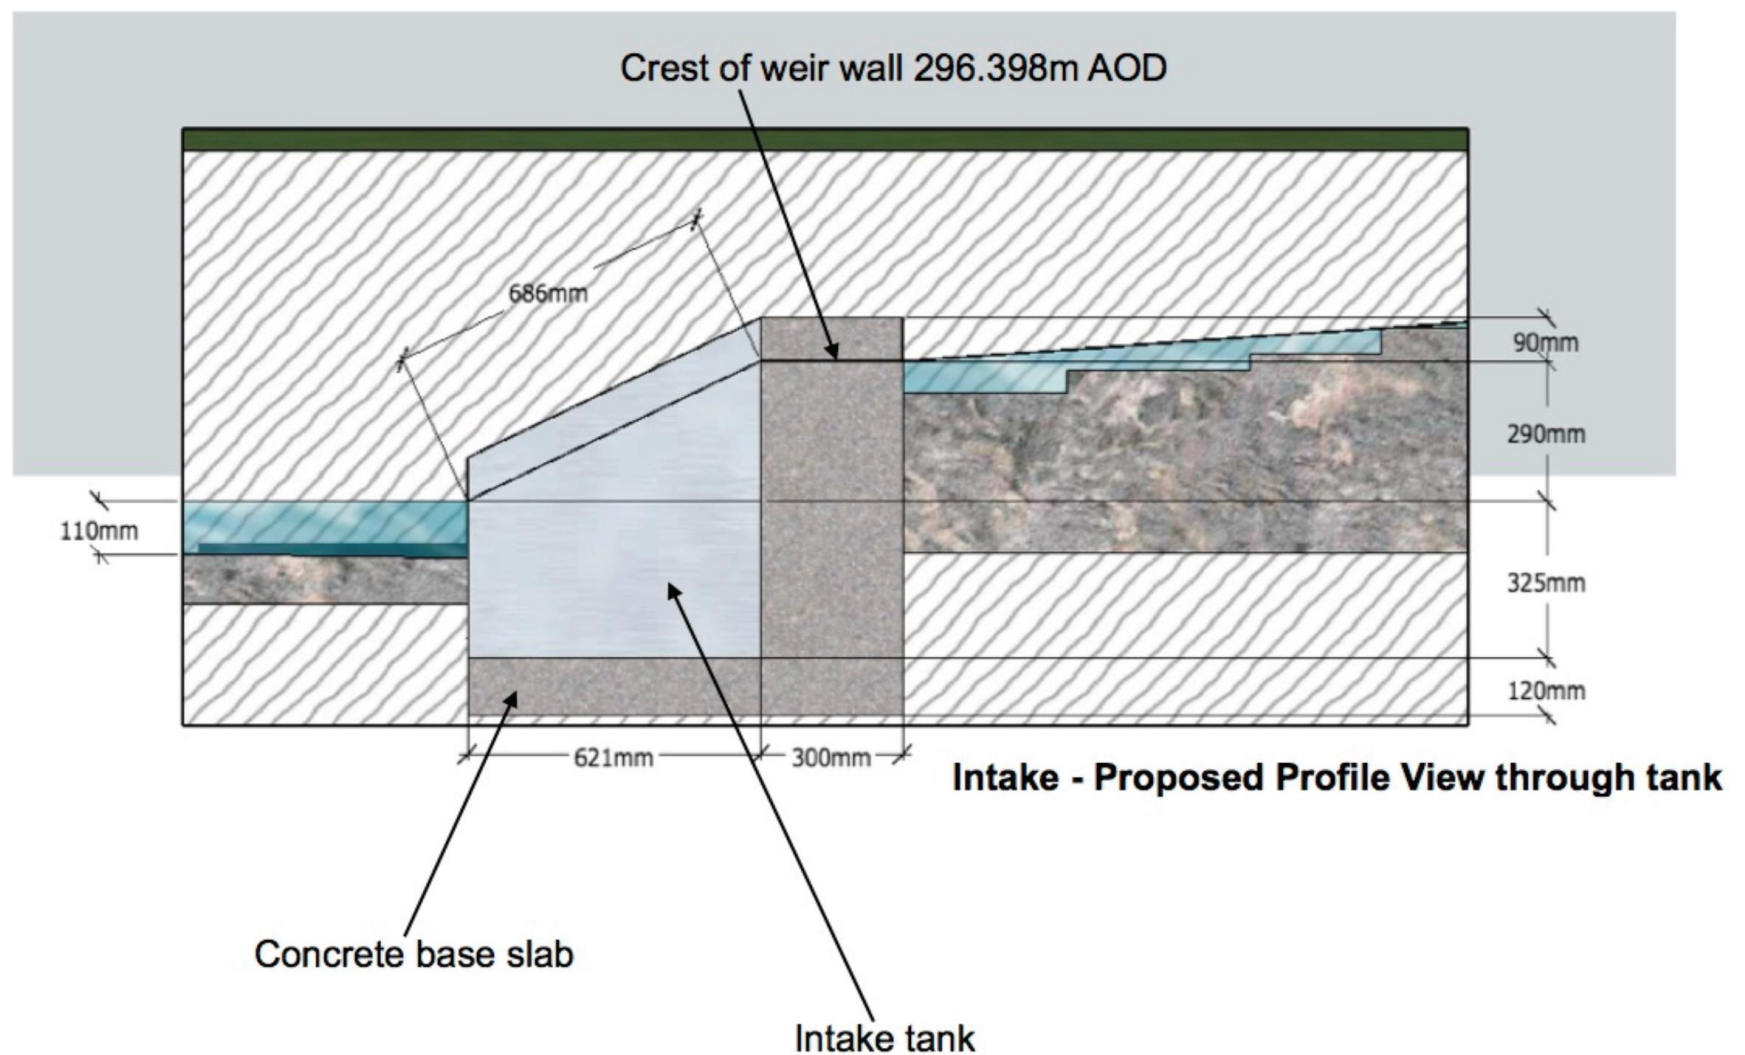 Crest of weir wall 296.398m AOD
686mm
90mm
290mm
110mm
325mm
120mm
621mm
300mm
Intake - Proposed Profile View through tank
Concrete base slab
Intake tank